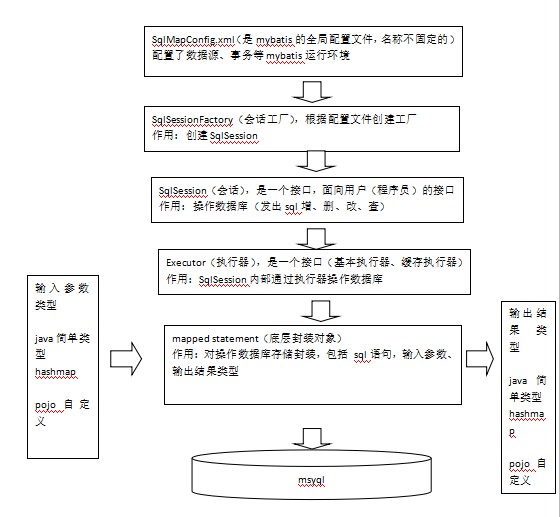 SqlMapConfig.xml（是 mybatis 的全局配置文件，名称不固定的）
配置了数据源、事务等 mybatis 运行环境
SqlSessionFactory（会话工厂），根据配置文件创建工厂
作用：创建 SqlSession
SqlSession（会话），是一个接口，面向用户（程序员）的接口
作用：操作数据库（发出 sql 增、删、改、查）
Executor（执行器），是一个接口（基本执行器、缓存执行器）
作用：SqlSession 内部通过执行器操作数据库
输入参数
类型
java 简单类
型
hashmap
pojo 自定
义
mapped statement（底层封装对象）
作用：对操作数据库存储封装，包括 sql 语句，输入参数、
输出结果类型
输出结
果类
型
java 简
单类型
hashma
p
pojo 自
定义
msyql